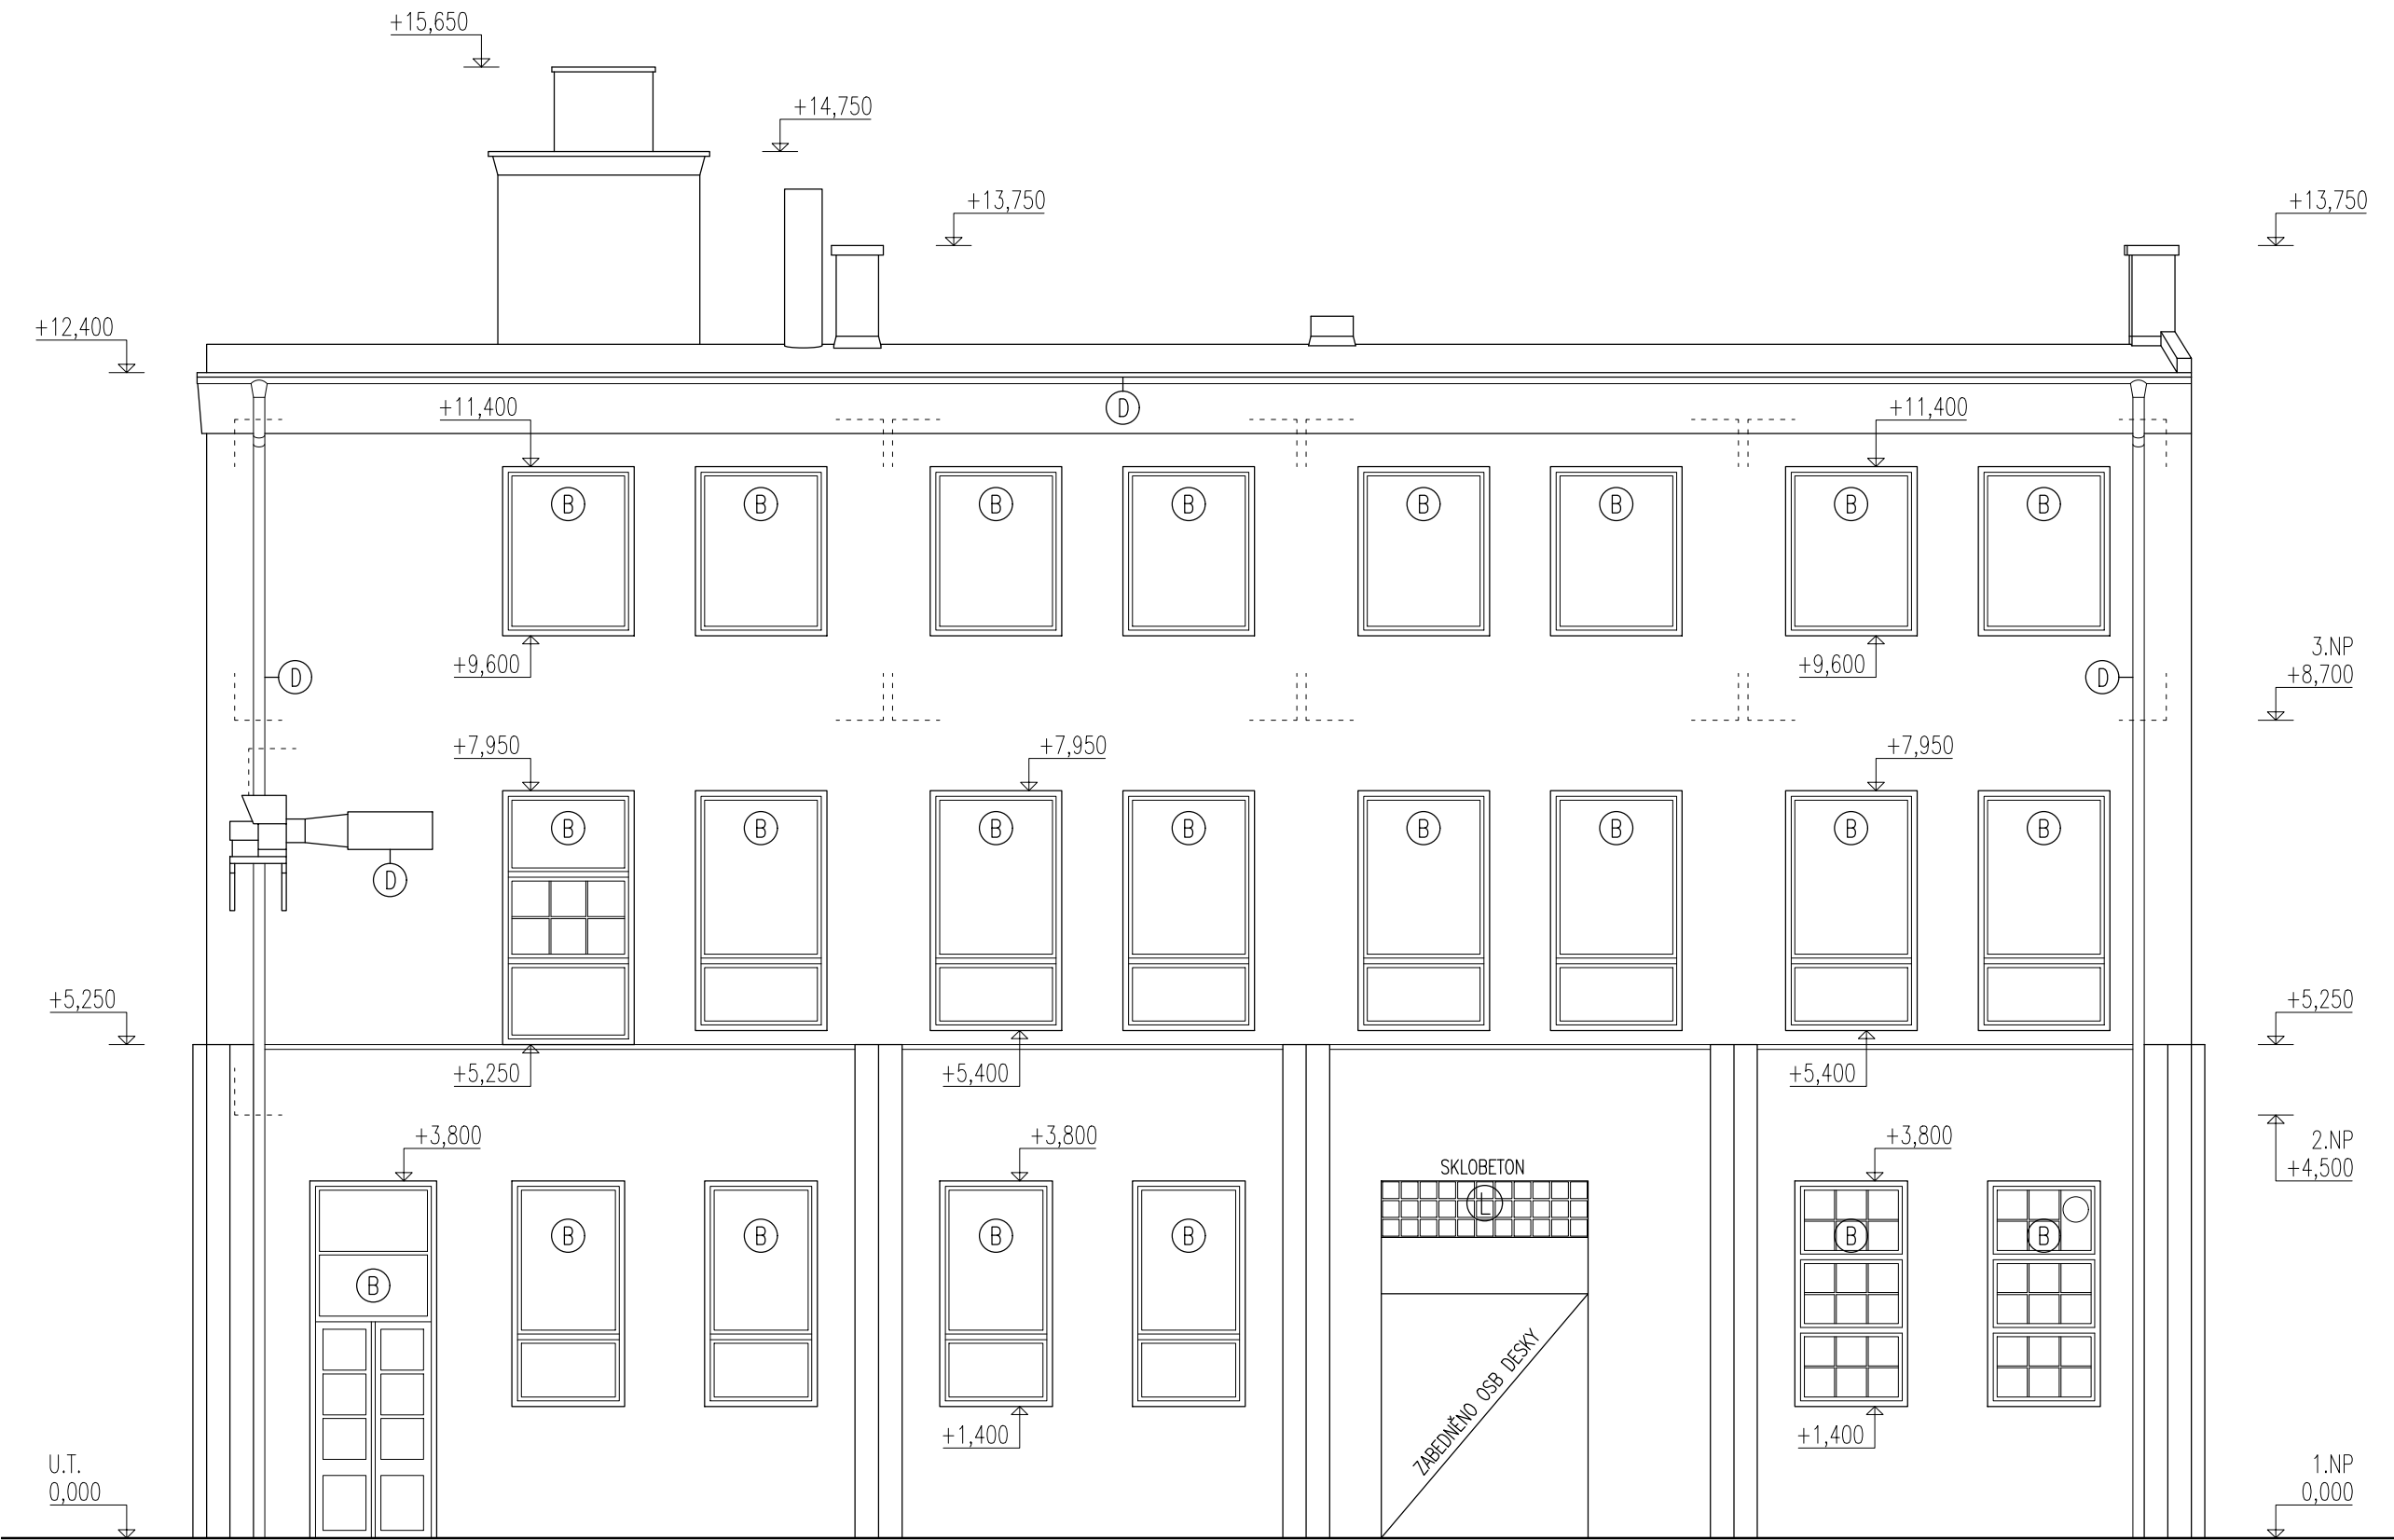 +15,650
+14,750
+13,750
+13,750
+12,400
D
+11,400
+11,400
B
B
B
B
B
B
B
B
+9,600
+9,600
3.NP
+8,700
D
D
+7,950
+7,950
+7,950
B
B
B
B
B
B
B
B
D
+5,250
+5,250
+5,250
+5,400
+5,400
+3,800
+3,800
+3,800
2.NP
+4,500
SKLOBETON
L
B
B
B
B
B
B
B
ZABEDNĚNO OSB DESKY
+1,400
+1,400
U.T.
0,000
1.NP
0,000